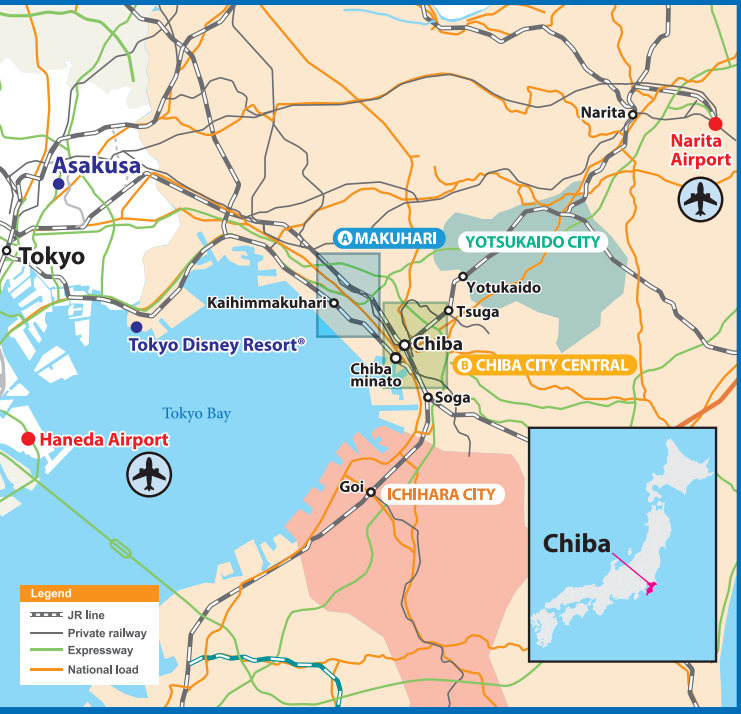 Narita
Narita
Airport
Asakusa
A MAKUHARI
YOTSUKAIDO CITY
Tokyo
Yotukaido
Kaihimmakuhari
Tsuga
Tokyo Disney Resort®
Chiba
Chiba
minato
B CHIBA CITY CENTRAL
Soga
Tokyo Bay
Haneda Airport
Goi
ICHIHARA CITY
Chiba
Legend
JR line
Private railway
Expressway
National load